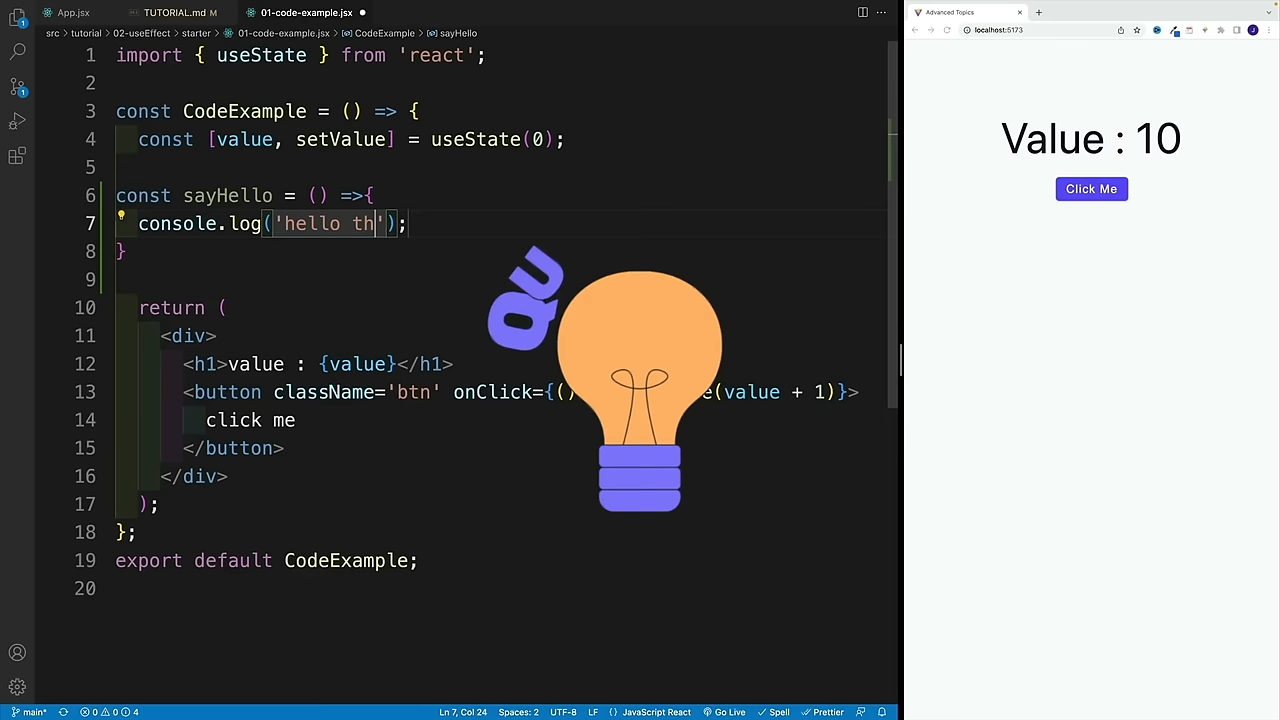 App.jsx
TUTORIAL.md M
01-code-example.jsx
src > tutorial > 02-useEffect > starter > 01-code-example.jsx > CodeExample > sayHello
1 import { useState } from 'react';
2
3 const CodeExample = () => {
4 const [value, setValue] = useState(0);
5
6 const sayHello = () =>{
7 console.log('hello th');
8 }
9
10 return (
11 <div>
12 <h1>value : {value}</h1>
13 <button className='btn' onClick={() e(value + 1)}>
14 click me
15 </button>
16 </div>
17 );
18 };
19 export default CodeExample;
20
QU
main*
0 0 4
Ln 7, Col 24
Spaces: 2
UTF-8
LF
{ } JavaScript React
Go Live
Spell
Prettier
Advanced Topics
localhost:5173
J
Value : 10
Click Me